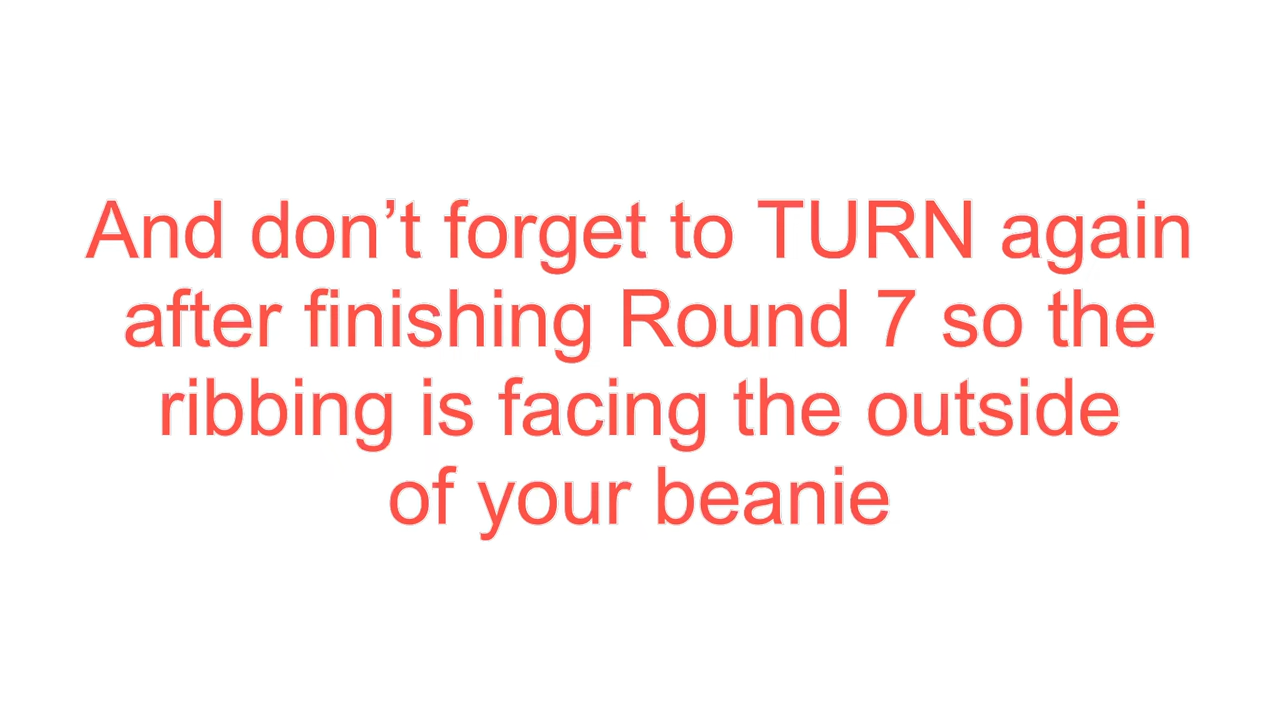 And don’t forget to TURN again
after finishing Round 7 so the
ribbing is facing the outside
of your beanie